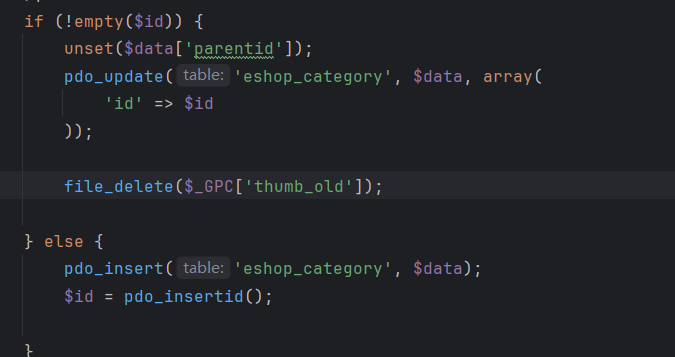 if (!empty($id)) {
unset($data['parentid']);
pdo_update( table: 'eshop_category', $data, array(
'id' => $id
));
file_delete($_GPC['thumb_old']);
} else {
pdo_insert( table: 'eshop_category', $data);
$id = pdo_insertid();
}